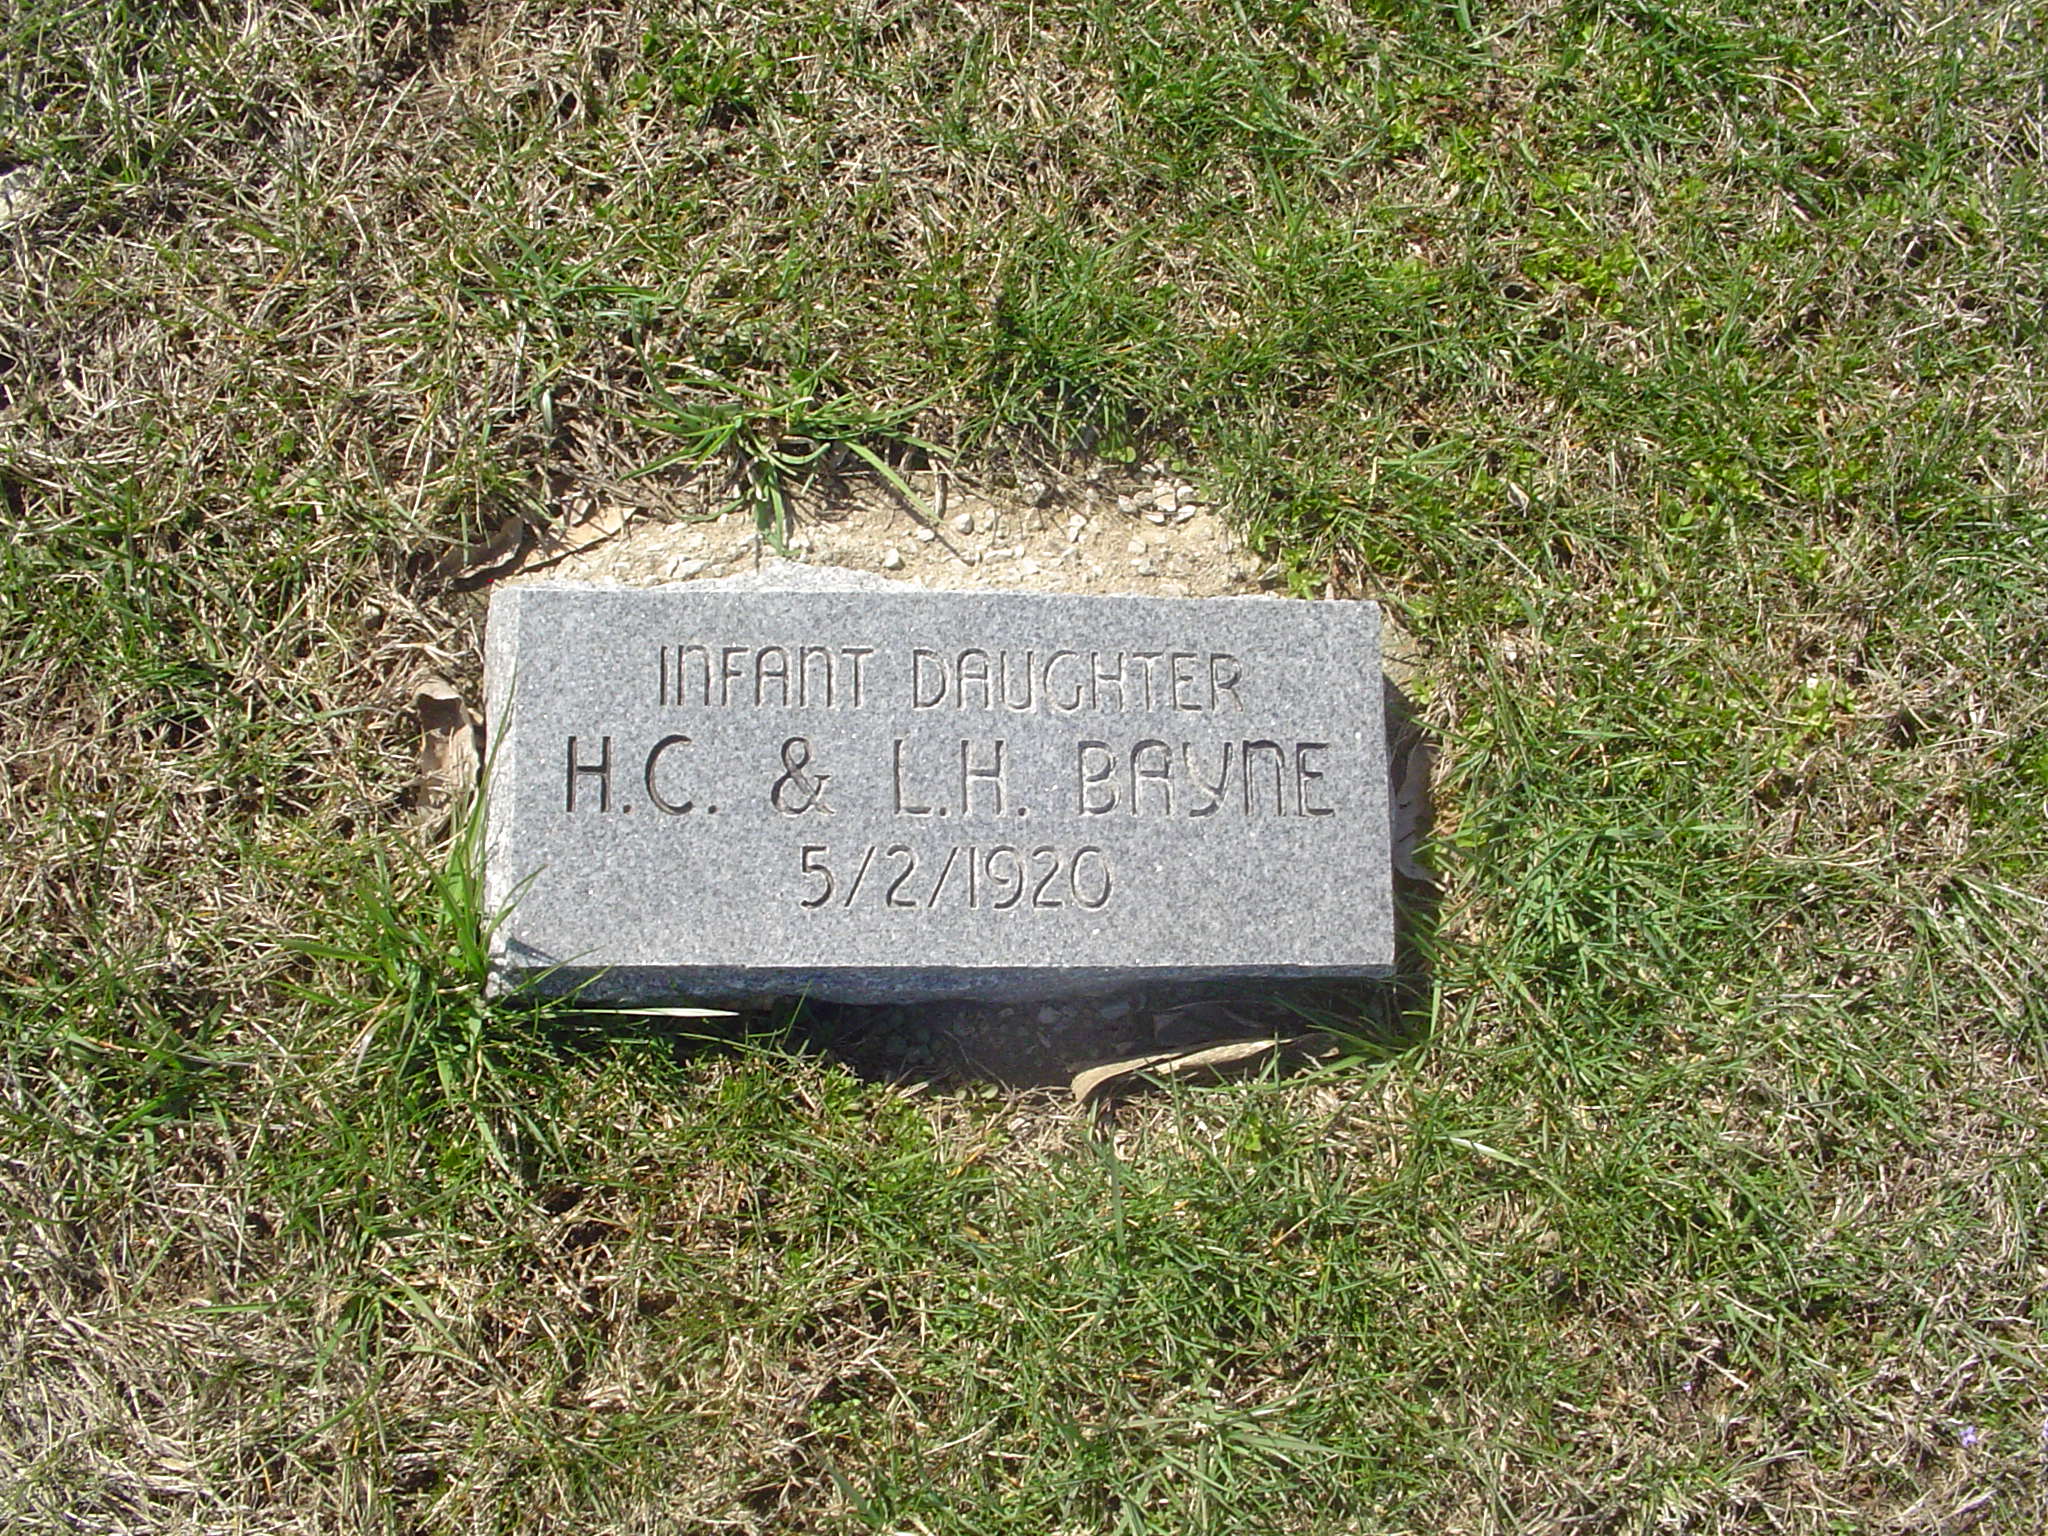 INFANT DAUGHTER
H.C. & L.H. BAYNE
5/2/1920